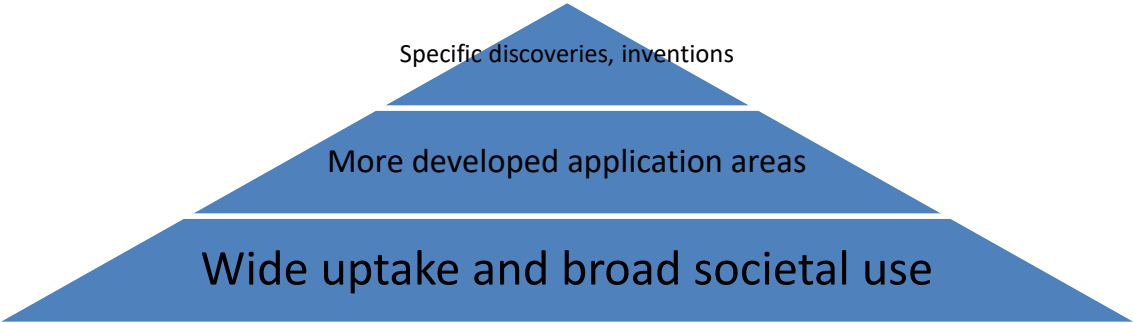 Specific discoveries, inventions
More developed application areas
Wide uptake and broad societal use